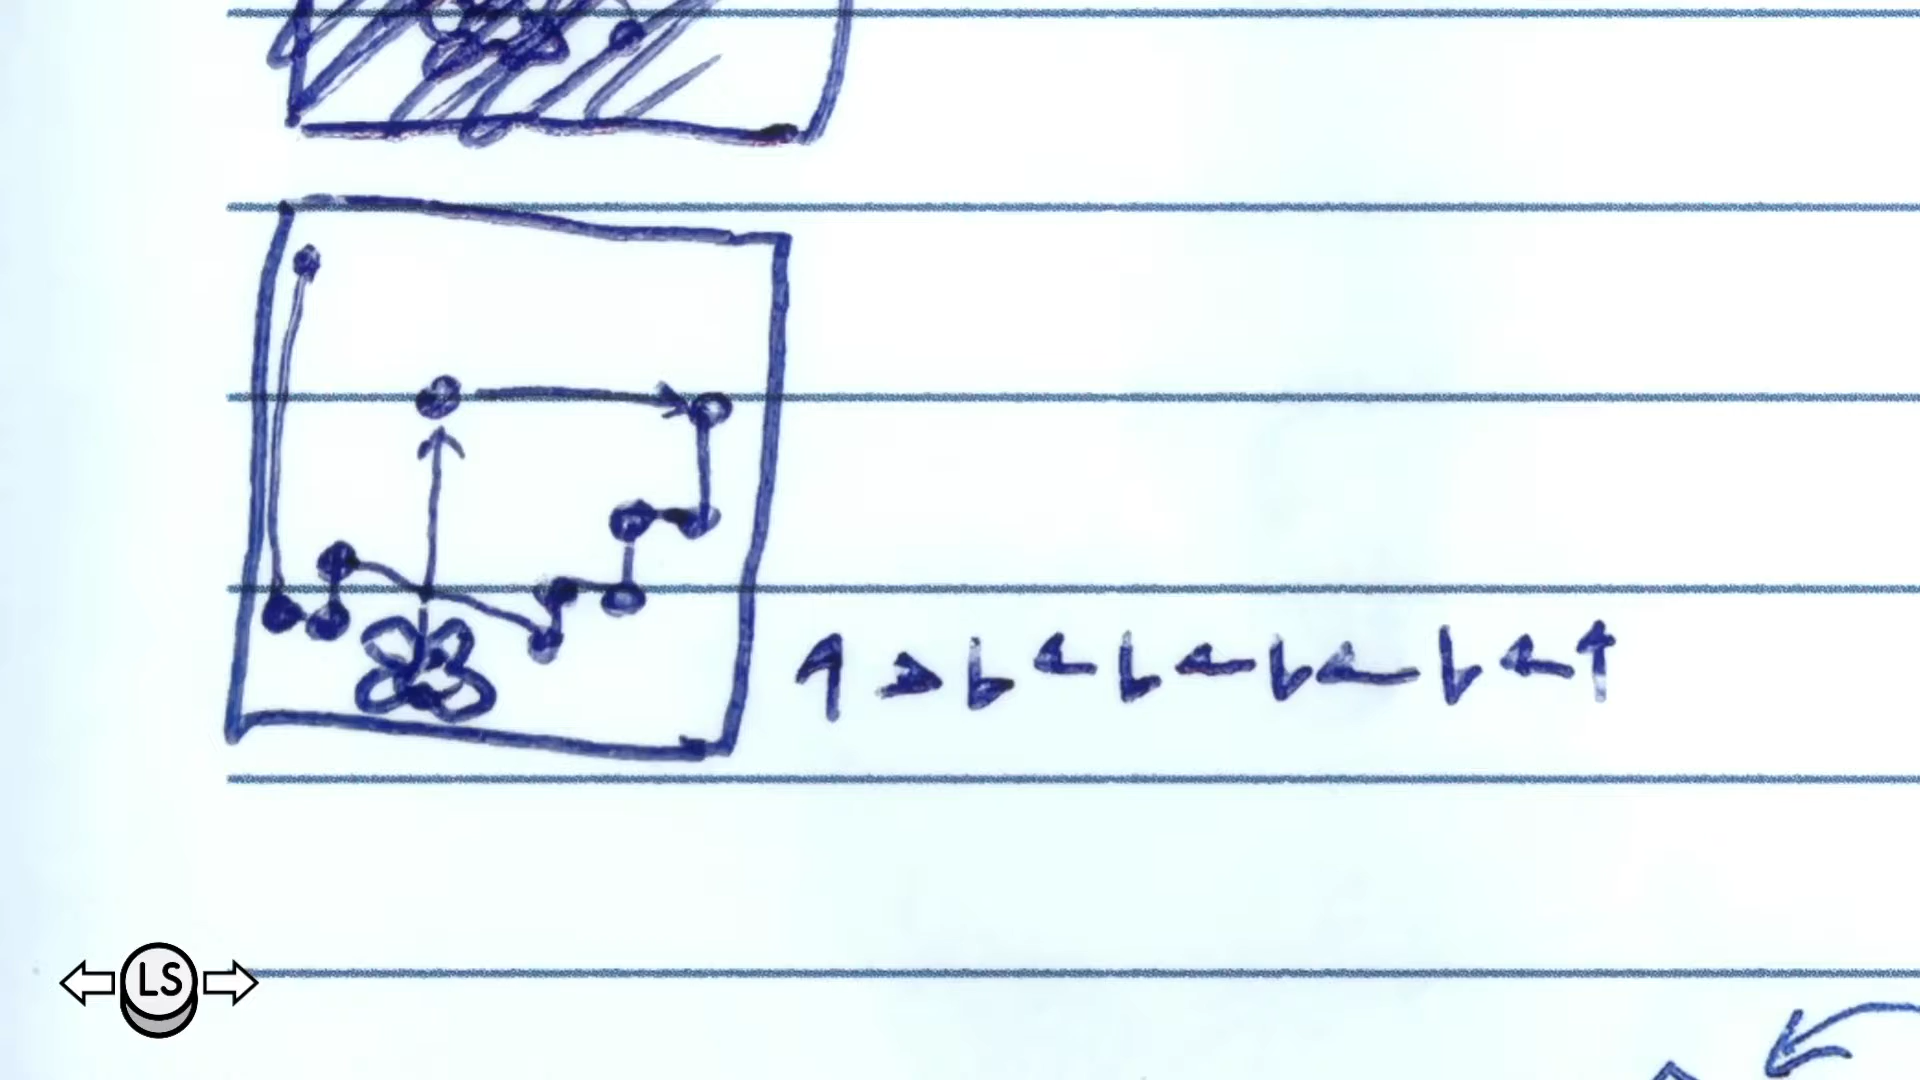 ↑ → ↓ ← ↓ ← ↓ ← ↓ ← ↑
LS